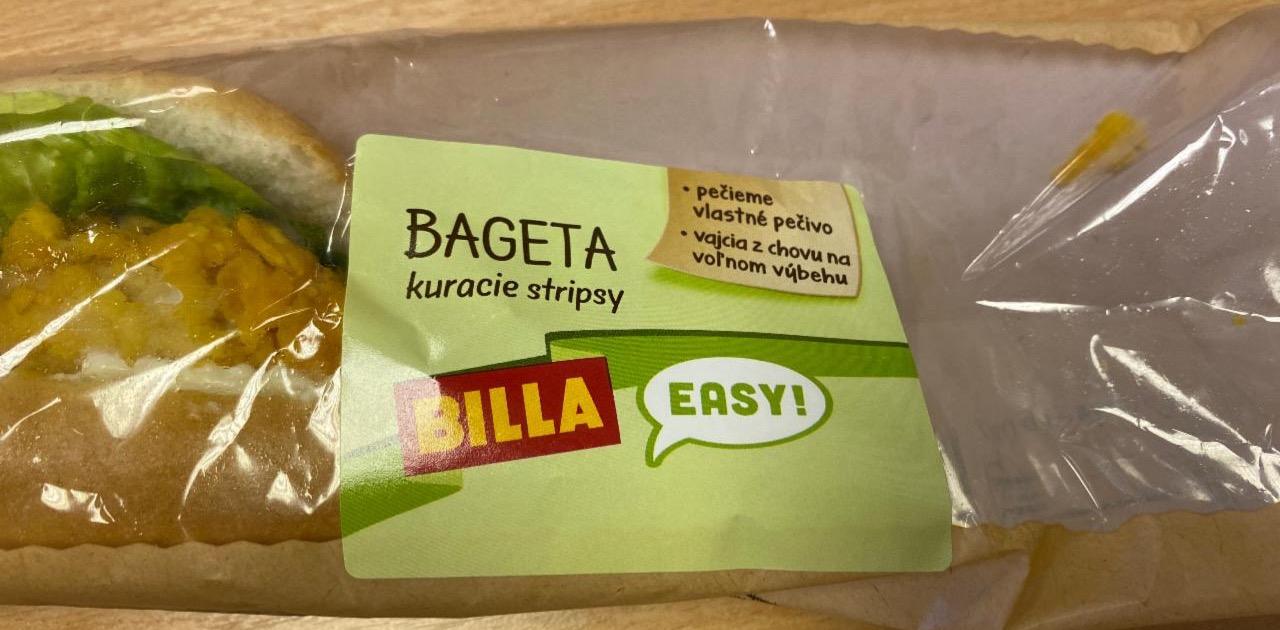 BAGETA
kuracie stripsy
• pečieme
vlastné pečivo
• vajcia z chovu na
voľnom výbehu
BILLA
EASY!